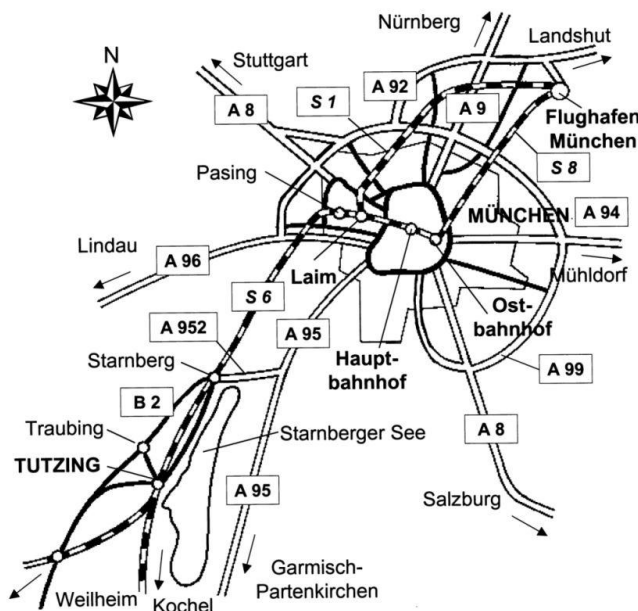 N
Nürnberg
Landshut
Stuttgart
A 92
A 8
S 1
A 9
Flughafen
München
Pasing
S 8
MÜNCHEN
A 94
Lindau
A 96
Laim
Mühldorf
S 6
Ost-
bahnhof
A 952
A 95
Haupt-
bahnhof
Starnberg
A 99
B 2
Traubing
Starnberger See
A 8
TUTZING
A 95
Salzburg
Garmisch-
Partenkirchen
Weilheim
Kochel